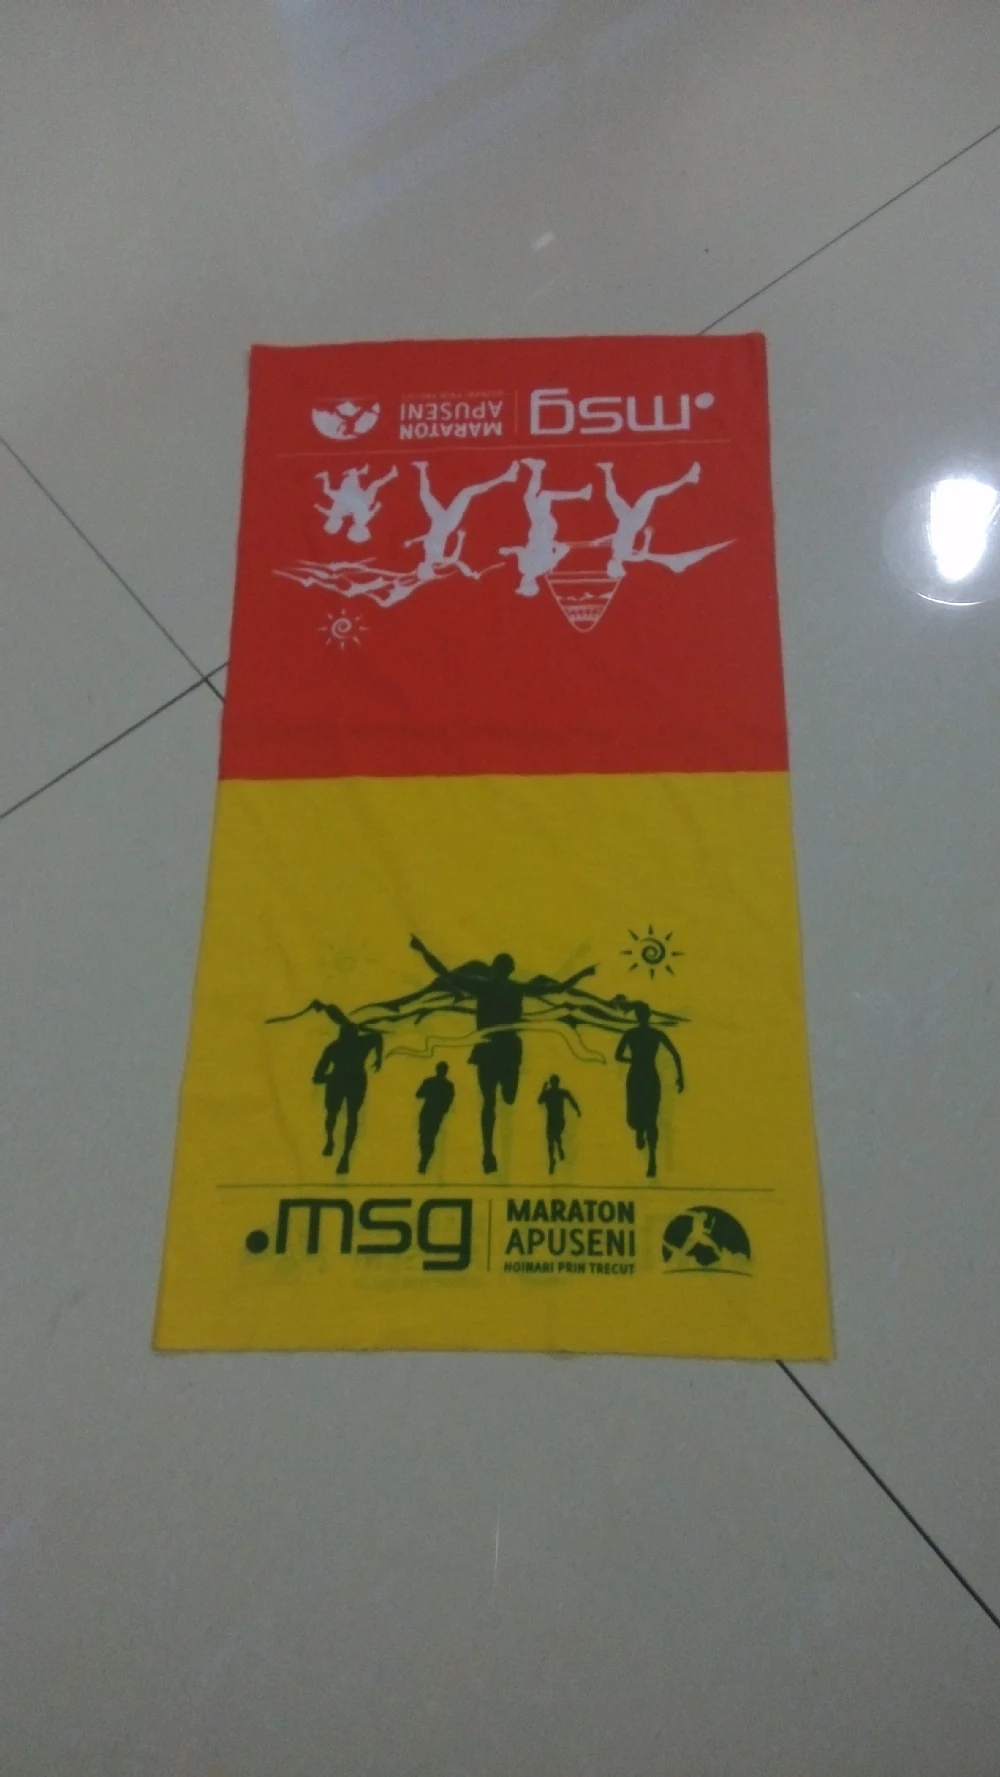 .msg
MARATON
APUSENI
.msg
MARATON
APUSENI
HOINARI PRIN TRECUT